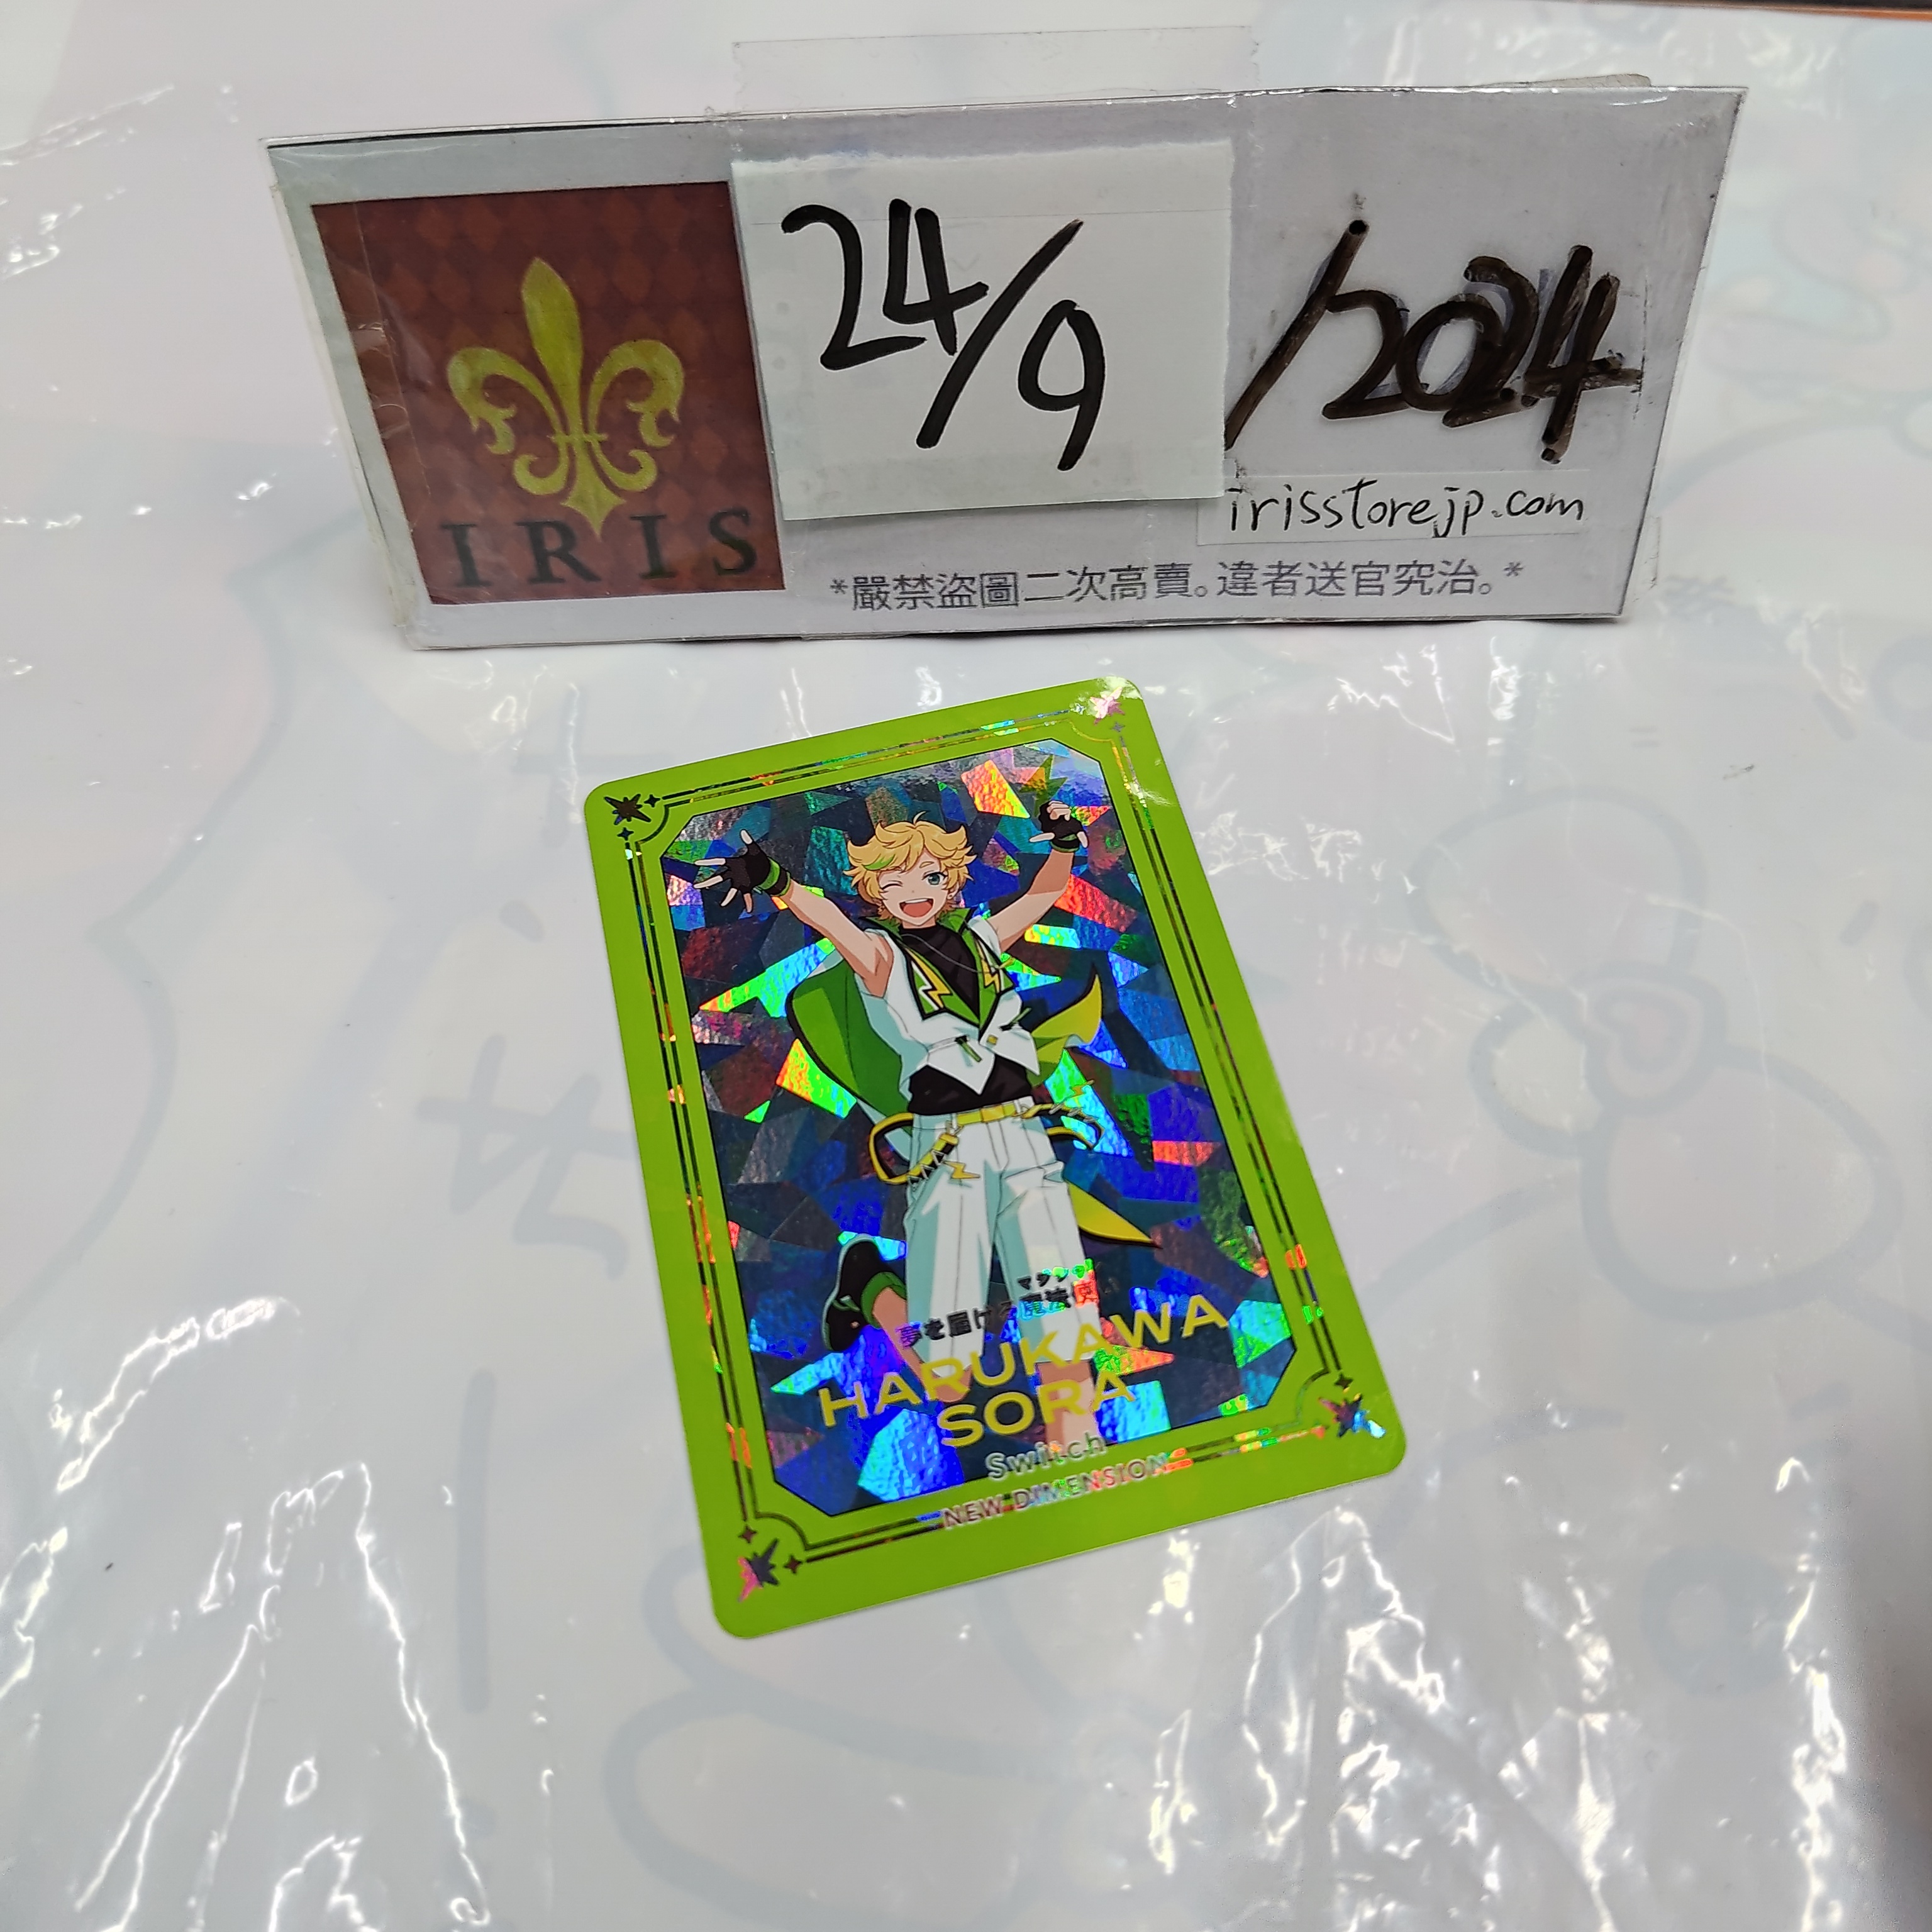 24/9
/2024
IRIS
irisstorejp.com
*嚴禁盜圖二次高賣。違者送官究治。*
マジシャン
夢を届ける魔法使い
HARUKAWA
SORA
Switch
NEW DIMENSION